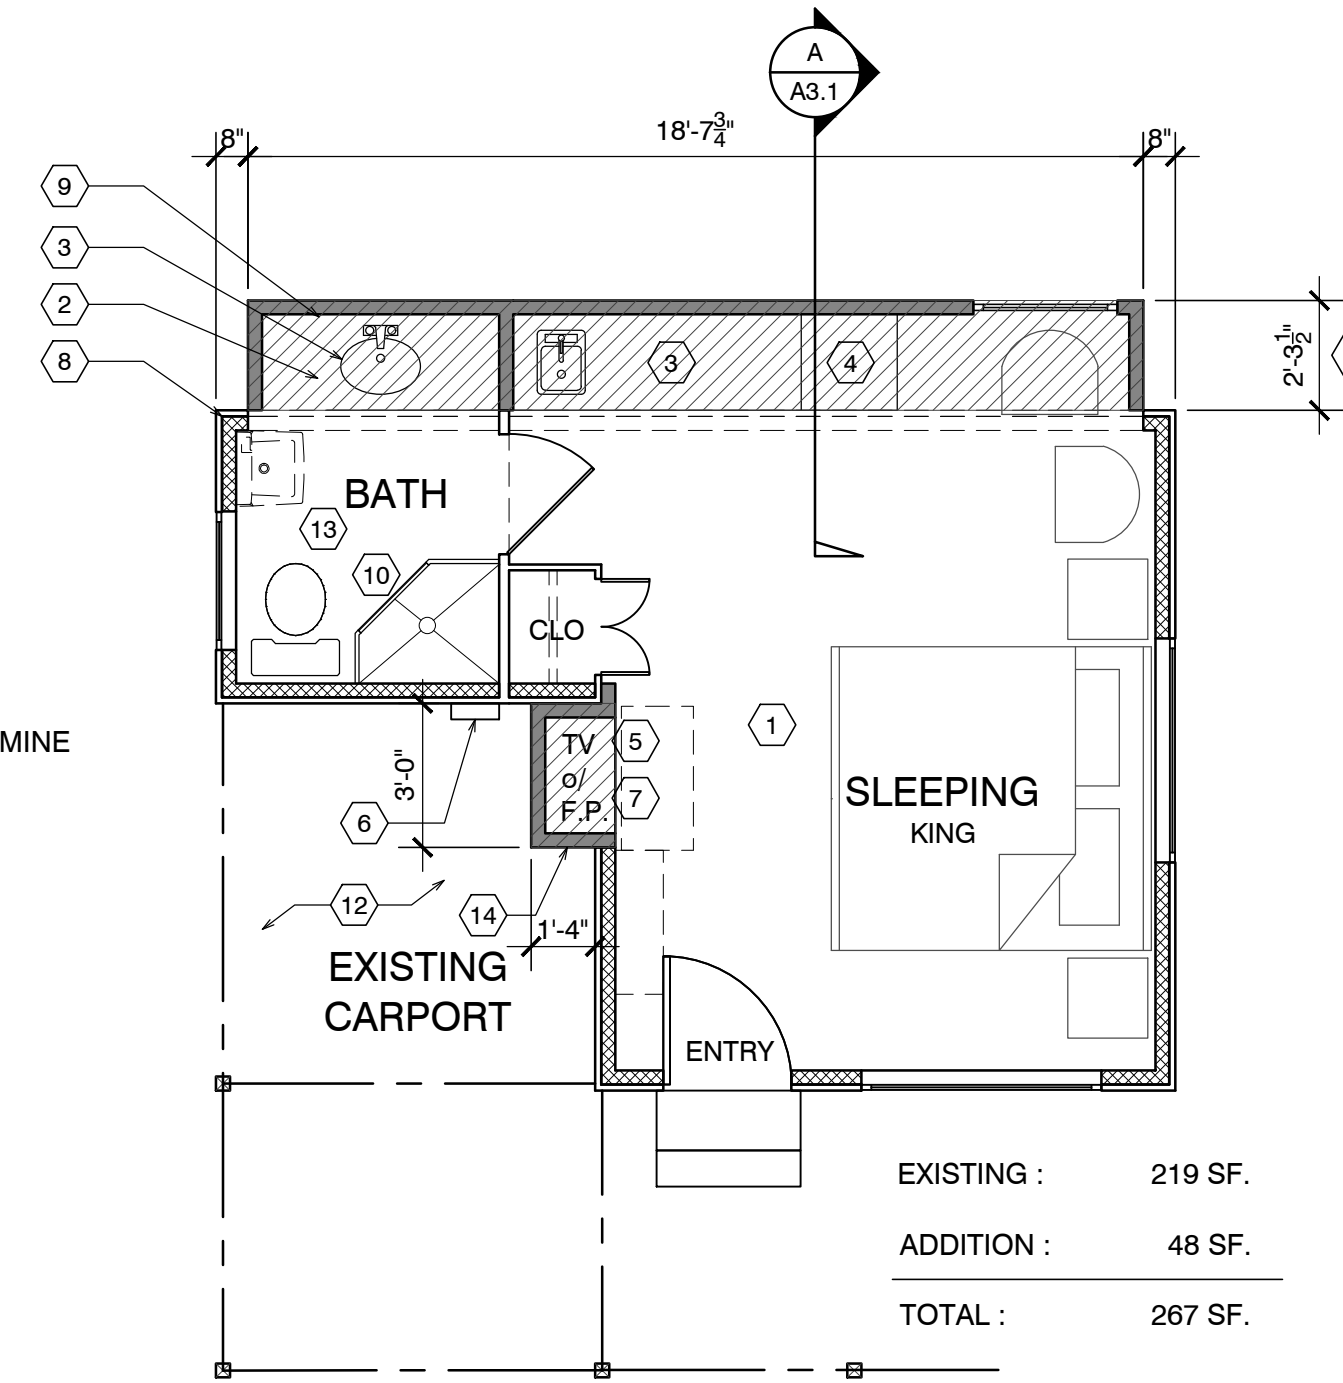 A
A3.1
8"
18'-7 3/4"
8"
9
3
2
8
2'-3 1/2"
3
4
BATH
13
10
CLO
MINE
TV
o/
F.P.
5
7
1
3'-0"
6
SLEEPING
KING
12
14
1'-4"
EXISTING
CARPORT
ENTRY
EXISTING : 219 SF.
ADDITION : 48 SF.
TOTAL : 267 SF.